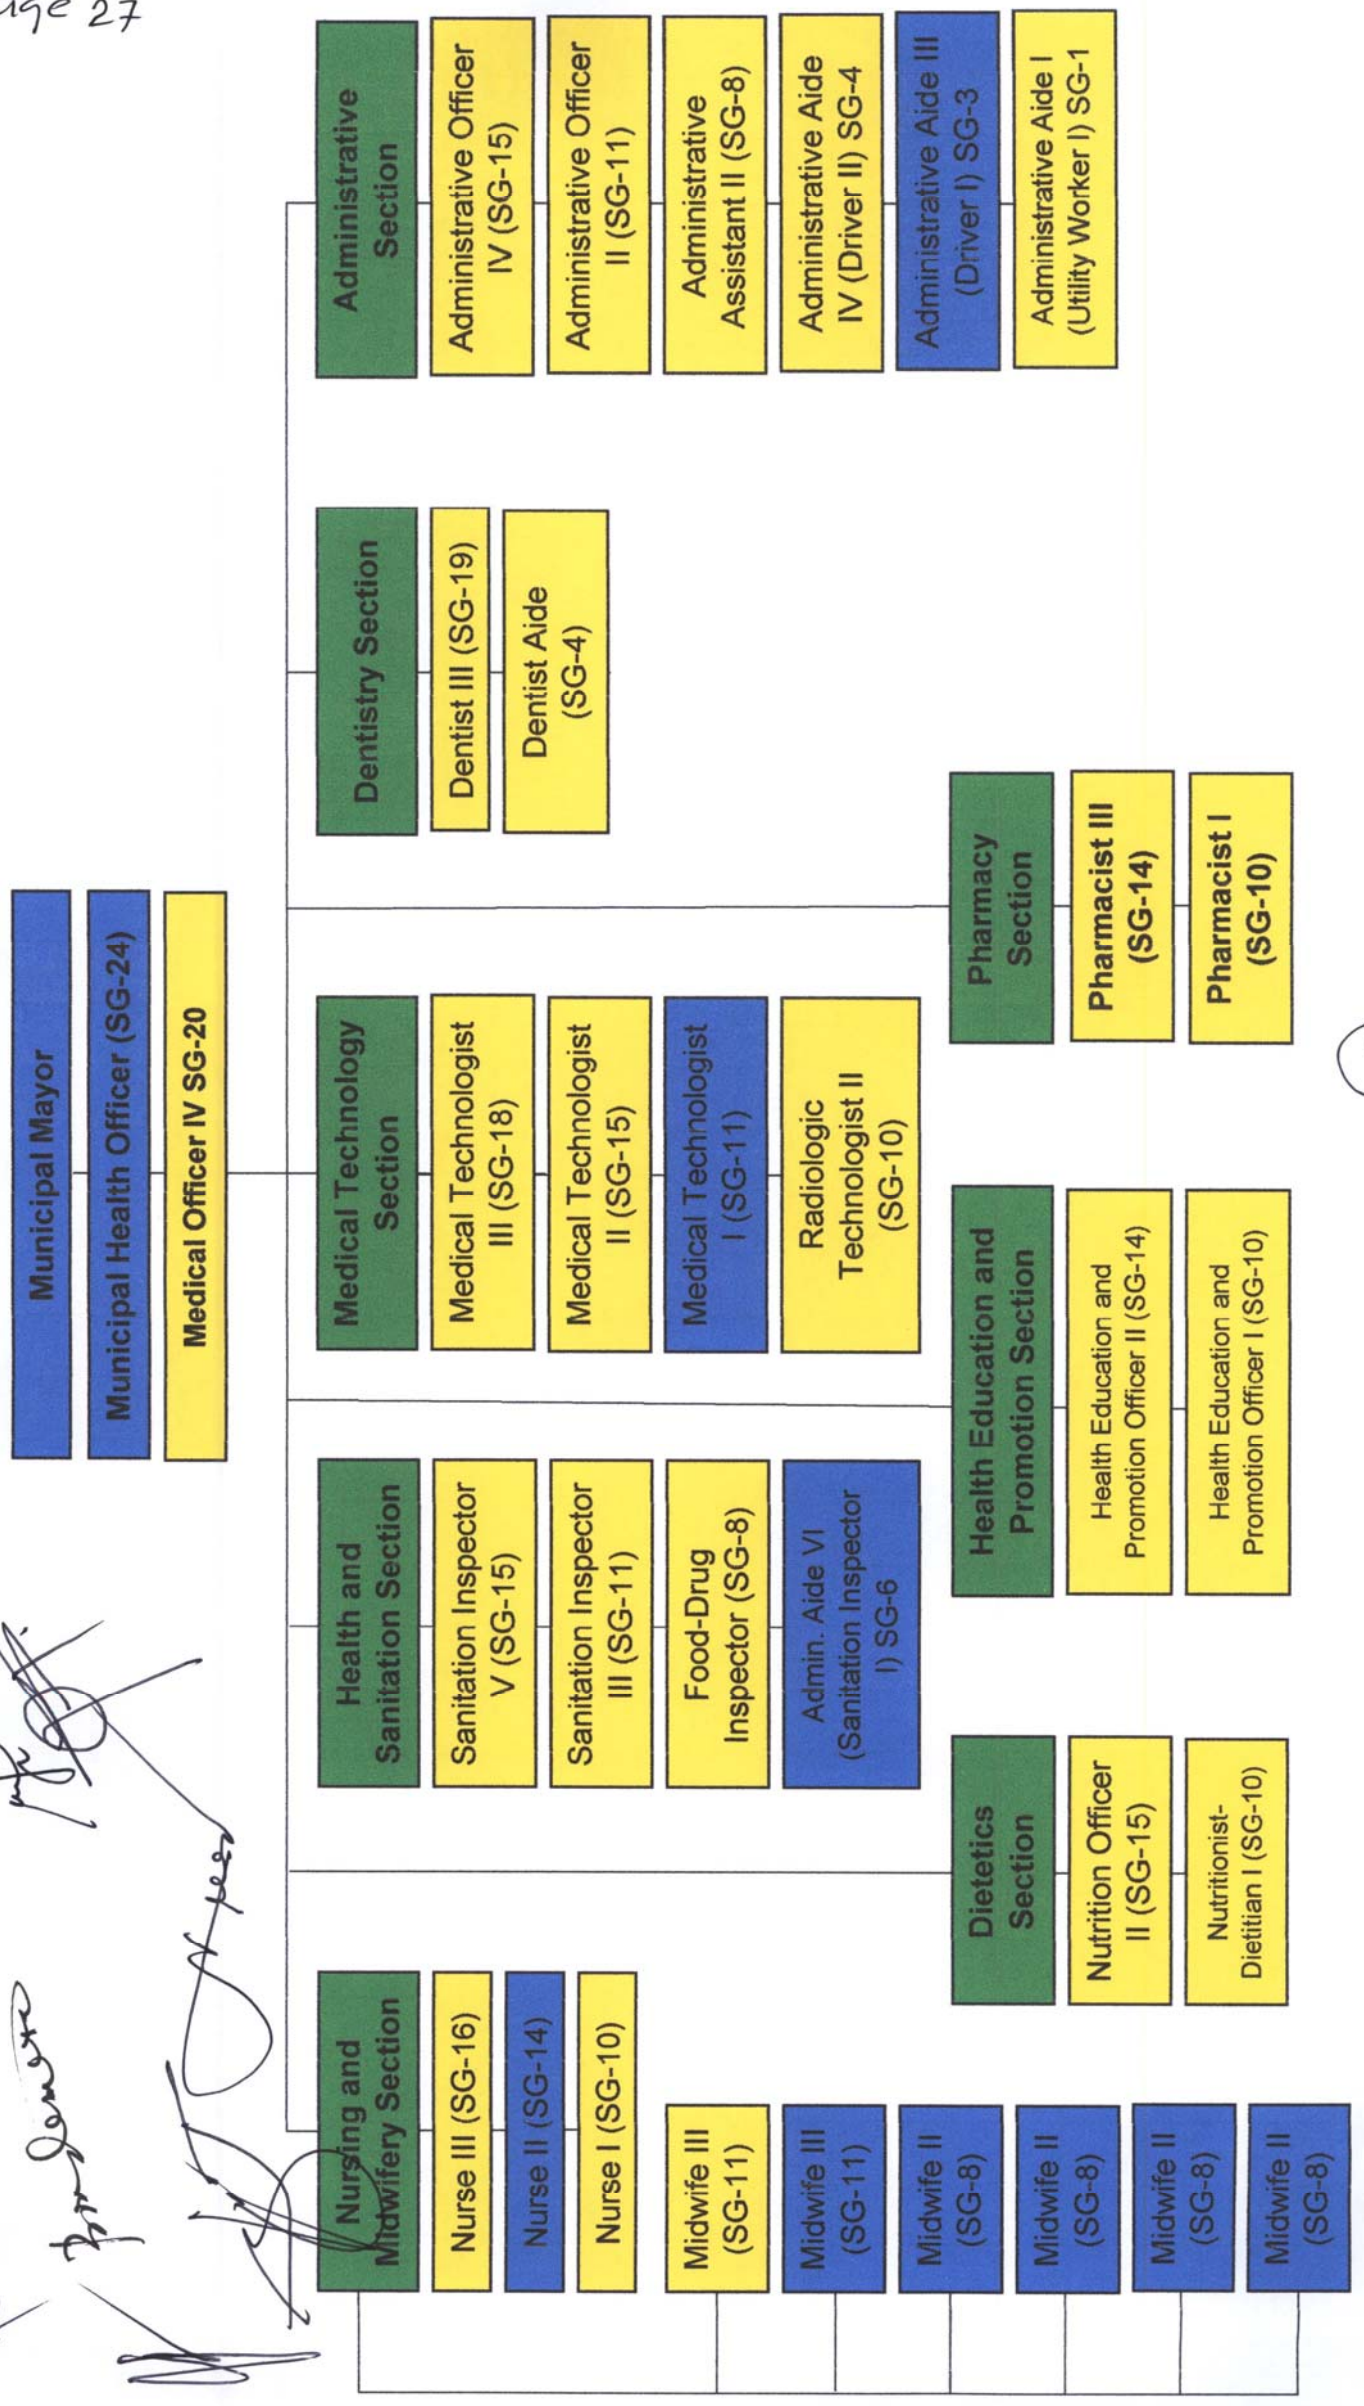 Page 27
Municipal Mayor
Municipal Health Officer (SG-24)
Medical Officer IV SG-20
Nursing and
Midwifery Section
Nurse III (SG-16)
Nurse II (SG-14)
Nurse I (SG-10)
Midwife III
(SG-11)
Midwife III
(SG-11)
Midwife II
(SG-8)
Midwife II
(SG-8)
Midwife II
(SG-8)
Midwife II
(SG-8)
Health and
Sanitation Section
Sanitation Inspector
V (SG-15)
Sanitation Inspector
III (SG-11)
Food-Drug
Inspector (SG-8)
Admin. Aide VI
(Sanitation Inspector
I) SG-6
Medical Technology
Section
Medical Technologist
III (SG-18)
Medical Technologist
II (SG-15)
Medical Technologist
I (SG-11)
Radiologic
Technologist II
(SG-10)
Dentistry Section
Dentist III (SG-19)
Dentist Aide
(SG-4)
Administrative
Section
Administrative Officer
IV (SG-15)
Administrative Officer
II (SG-11)
Administrative
Assistant II (SG-8)
Administrative Aide
IV (Driver II) SG-4
Administrative Aide III
(Driver I) SG-3
Administrative Aide I
(Utility Worker I) SG-1
Dietetics
Section
Nutrition Officer
II (SG-15)
Nutritionist-
Dietitian I (SG-10)
Health Education and
Promotion Section
Health Education and
Promotion Officer II (SG-14)
Health Education and
Promotion Officer I (SG-10)
Pharmacy
Section
Pharmacist III
(SG-14)
Pharmacist I
(SG-10)